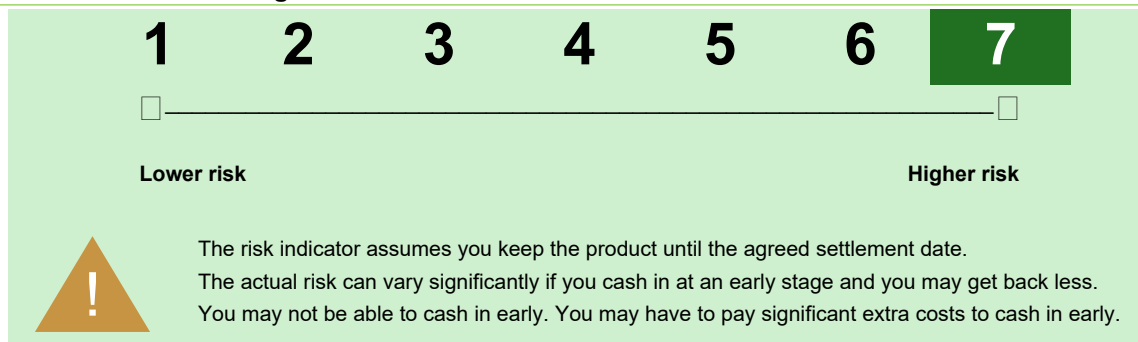 1 2 3 4 5 6 7
Lower risk Higher risk
The risk indicator assumes you keep the product until the agreed settlement date.
! The actual risk can vary significantly if you cash in at an early stage and you may get back less.
You may not be able to cash in early. You may have to pay significant extra costs to cash in early.